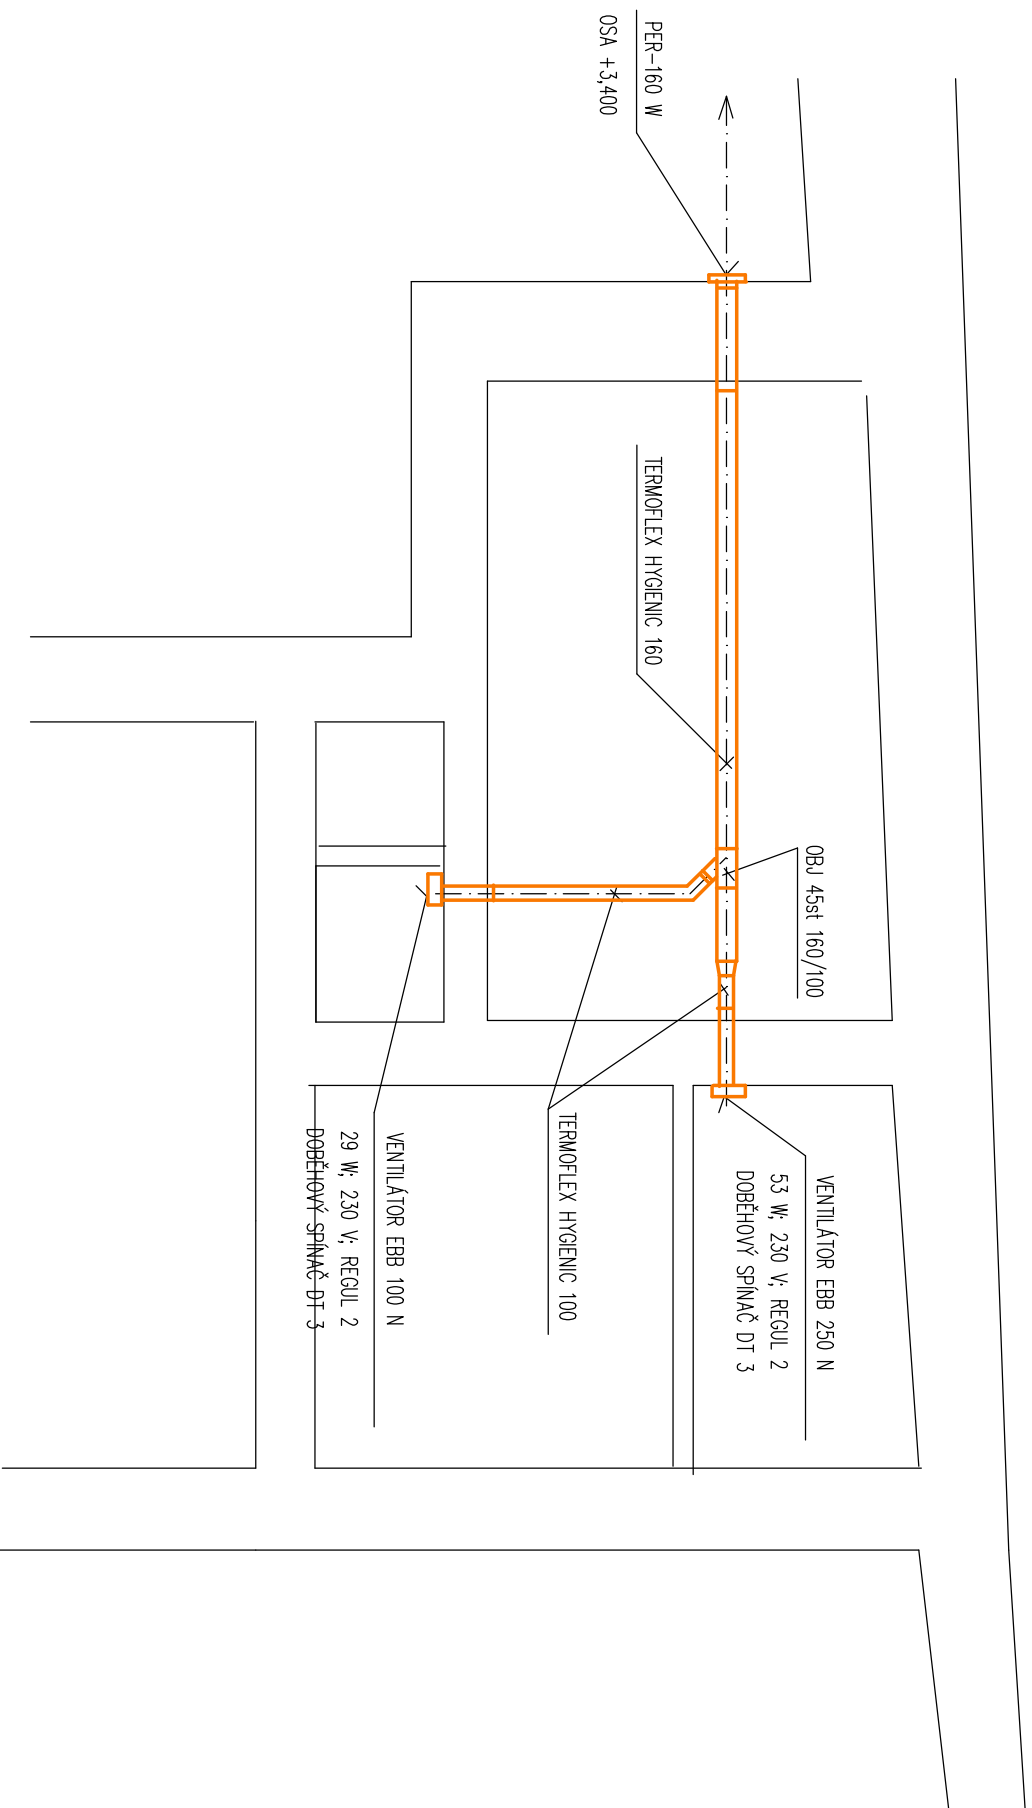 PER-160 W
OSA +3,400
TERMOFLEX HYGIENIC 160
OBJ 45st 160/100
VENTILÁTOR EBB 250 N
53 W; 230 V; REGUL 2
DOBĚHOVÝ SPÍNAČ DT 3
TERMOFLEX HYGIENIC 100
VENTILÁTOR EBB 100 N
29 W; 230 V; REGUL 2
DOBĚHOVÝ SPÍNAČ DT 3